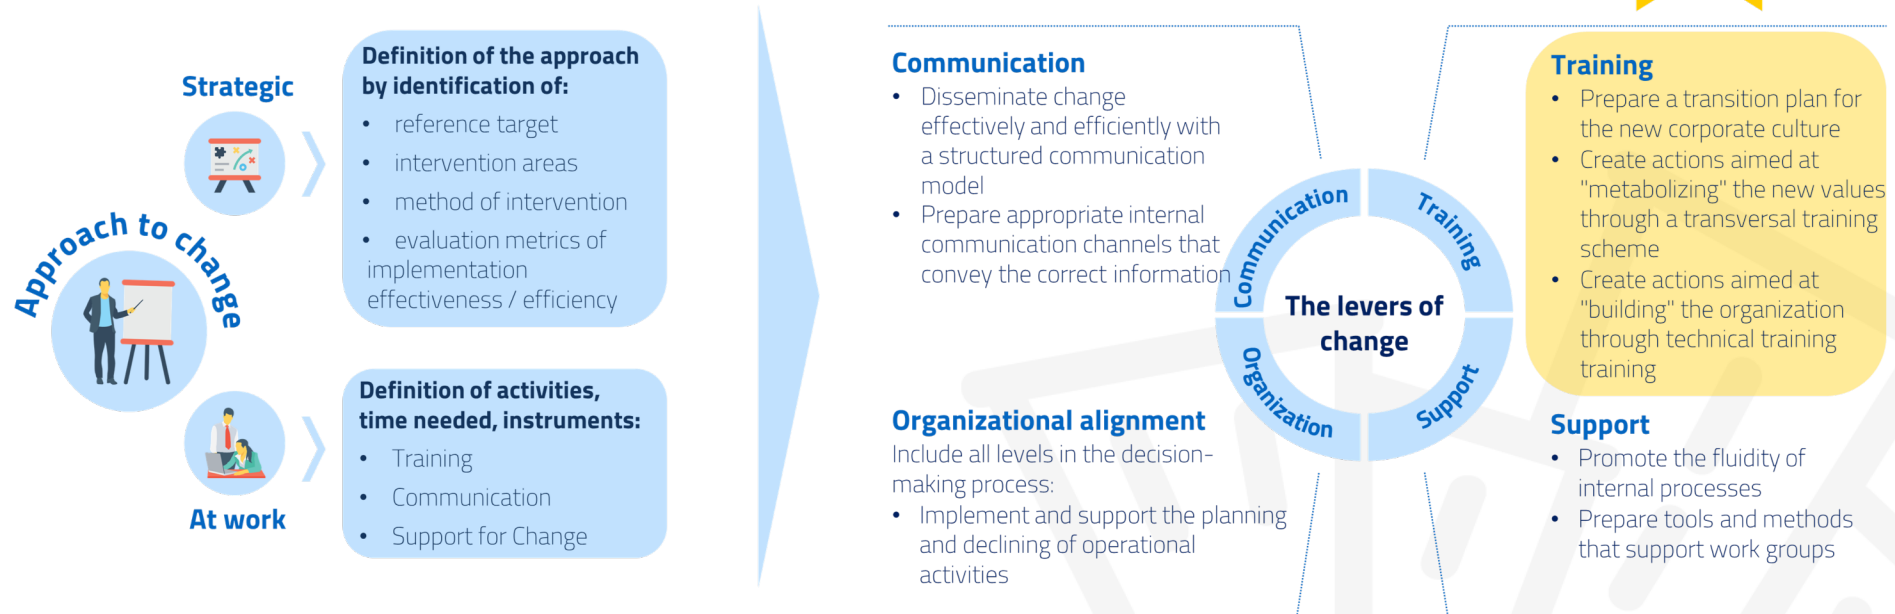 Approach to change
Strategic
Definition of the approach
by identification of:
• reference target
• intervention areas
• method of intervention
• evaluation metrics of
implementation
effectiveness / efficiency
At work
Definition of activities,
time needed, instruments:
• Training
• Communication
• Support for Change
Communication
• Disseminate change
effectively and efficiently with
a structured communication
model
• Prepare appropriate internal
communication channels that
convey the correct information
Organizational alignment
Include all levels in the decision-
making process:
• Implement and support the planning
and declining of operational
activities
Communication
Training
Organization
Support
The levers of
change
Training
• Prepare a transition plan for
the new corporate culture
• Create actions aimed at
"metabolizing" the new values
through a transversal training
scheme
• Create actions aimed at
"building" the organization
through technical training
training
Support
• Promote the fluidity of
internal processes
• Prepare tools and methods
that support work groups